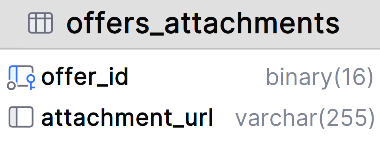 offers_attachments
offer_id binary(16)
attachment_url varchar(255)